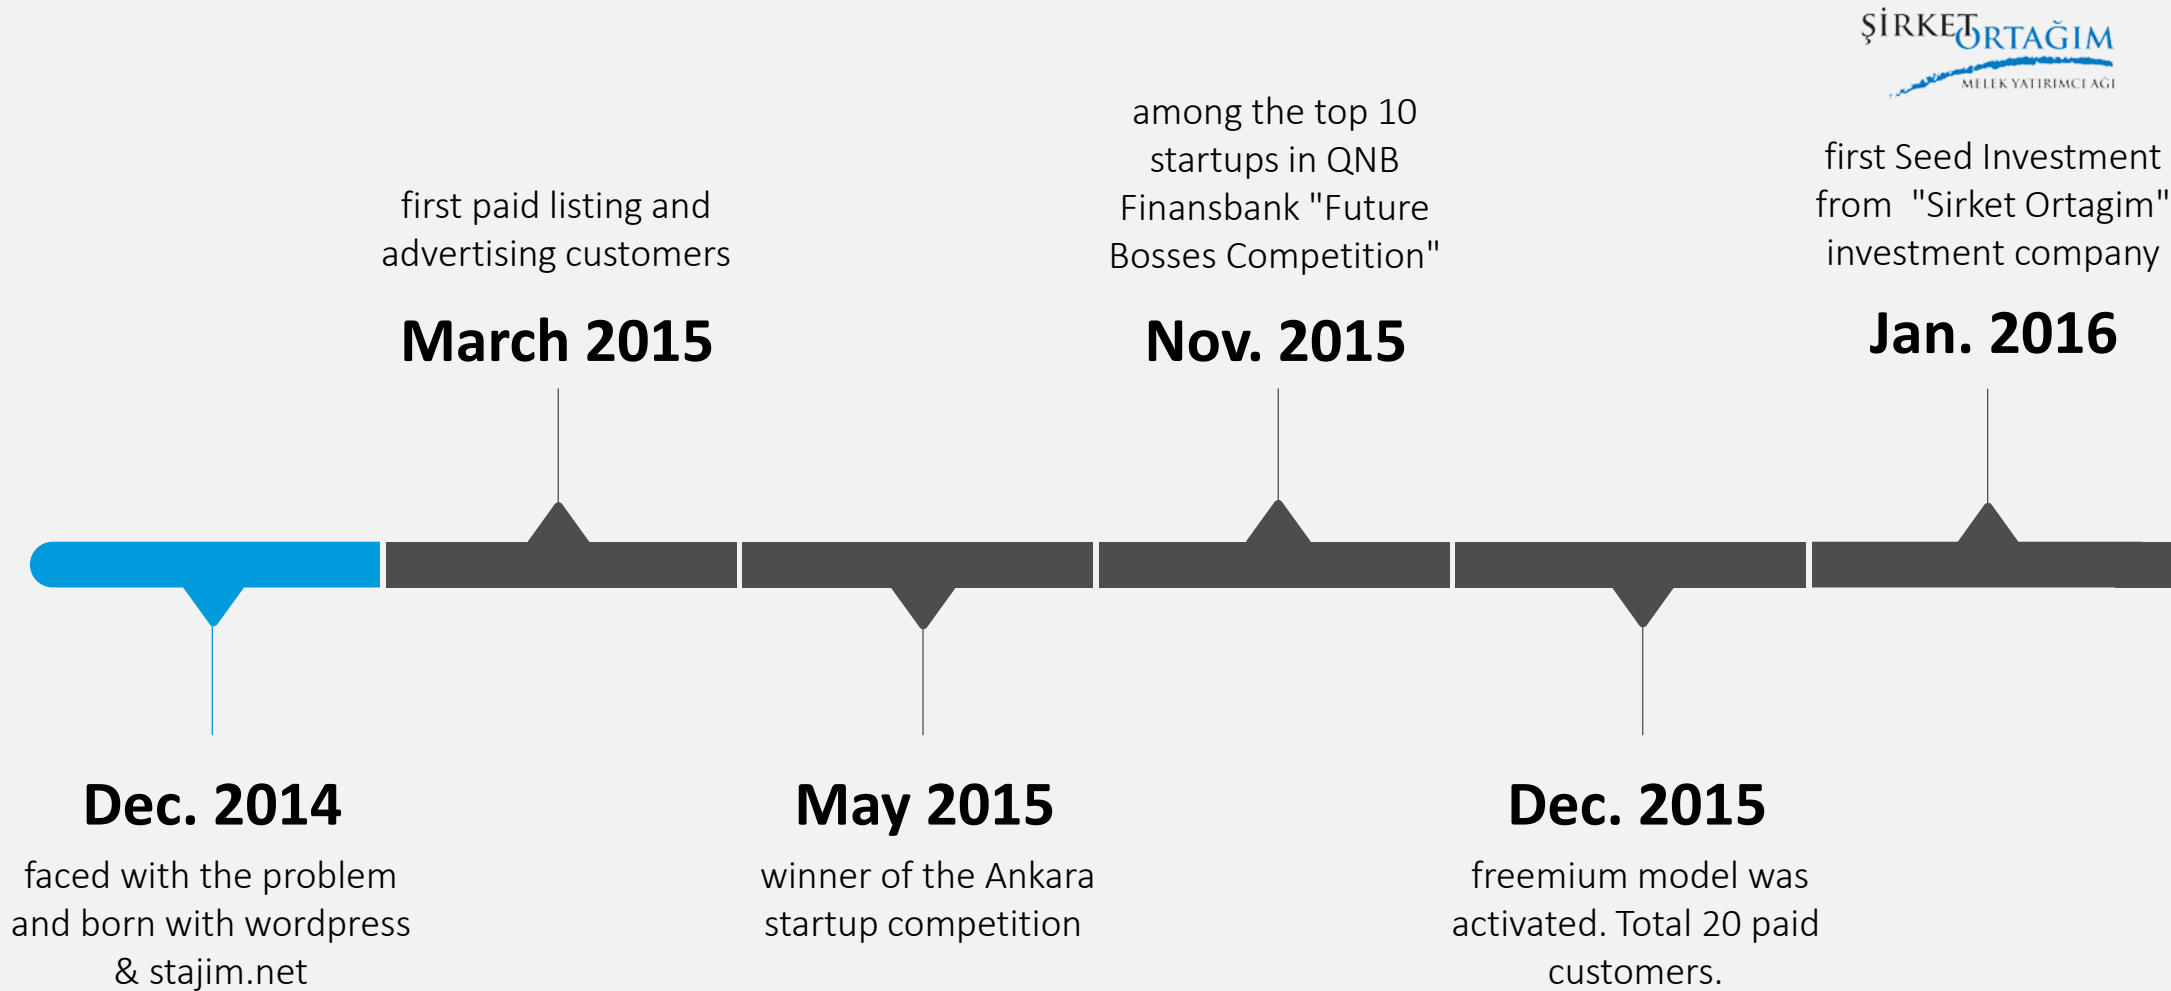 ŞİRKET
ORTAĞIM
MELEK YATIRIMCI AĞI
first paid listing and
advertising customers
March 2015
among the top 10
startups in QNB
Finansbank "Future
Bosses Competition"
Nov. 2015
first Seed Investment
from  "Sirket Ortagim"
investment company
Jan. 2016
Dec. 2014
faced with the problem
and born with wordpress
& stajim.net
May 2015
winner of the Ankara
startup competition
Dec. 2015
freemium model was
activated. Total 20 paid
customers.